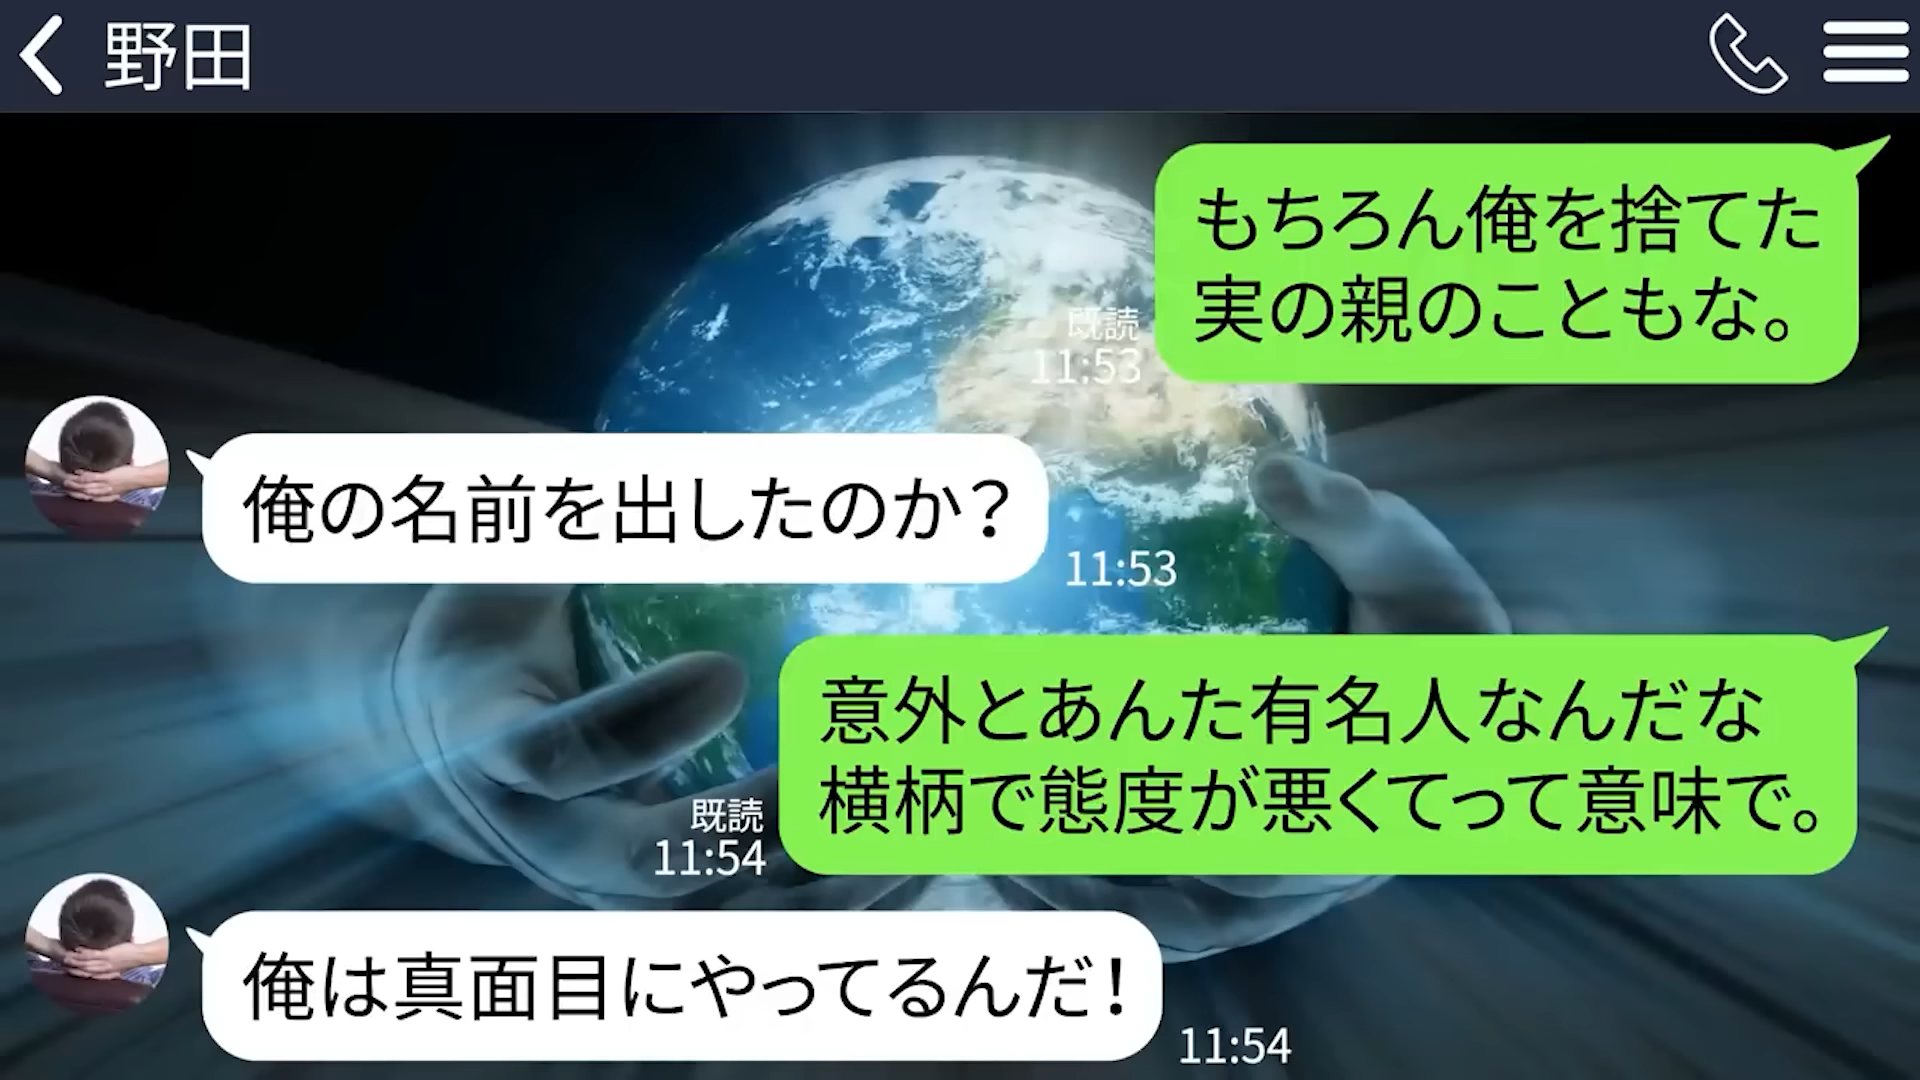 野田
もちろん俺を捨てた
実の親のこともな。
既読
11:53
俺の名前を出したのか?
11:53
意外とあんた有名人なんだな
横柄で態度が悪くてって意味で。
既読
11:54
俺は真面目にやってるんだ!
11:54